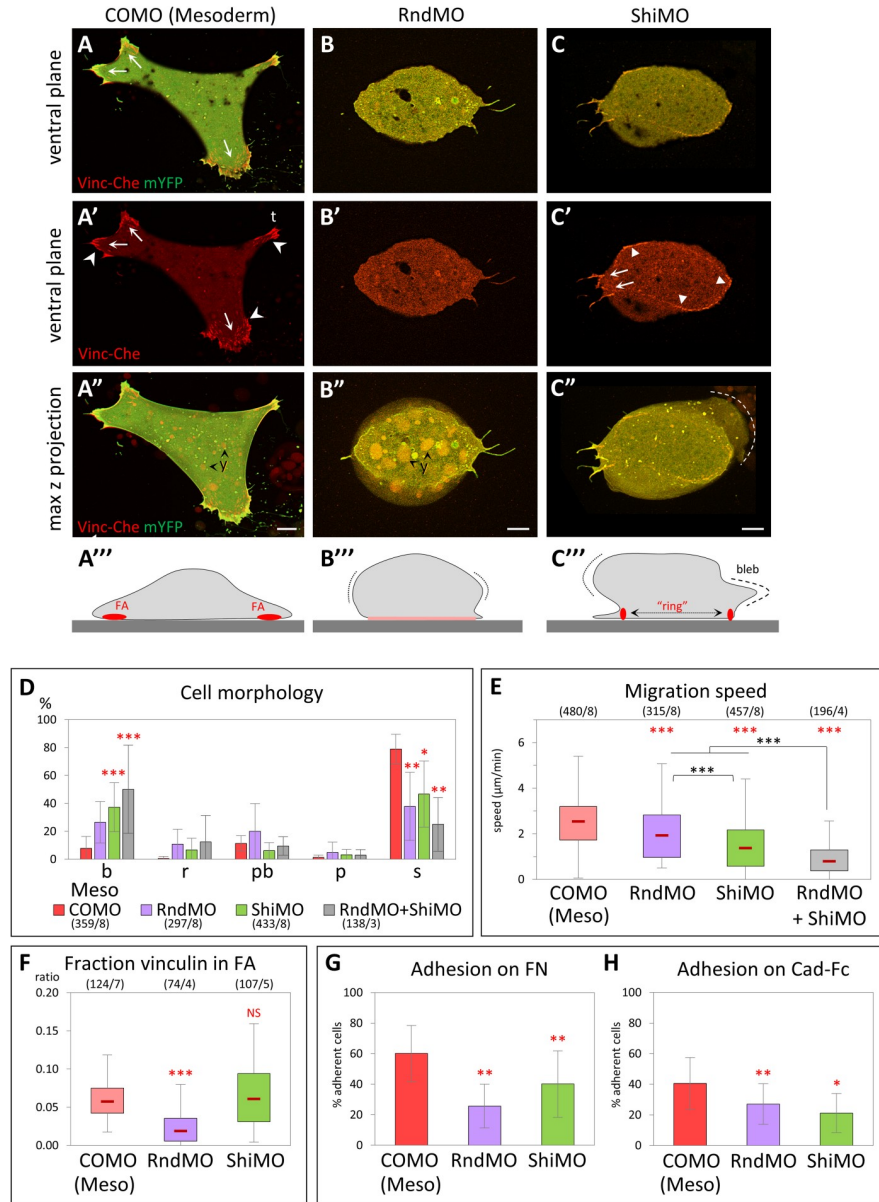 COMO (Mesoderm) RndMO ShiMO
ventral plane
A B C
Vinc-Che mYFP
ventral plane
A’ B’ C’
t
Vinc-Che
max z projection
A’’ B’’ C’’
y y
Vinc-Che mYFP
A’’’ B’’’ C’’’
bleb
FA FA “ring”
D Cell morphology
%
100
80
60
40
20
0
*** *** ** * **
b r pb p s
Meso
COMO RndMO ShiMO RndMO+ShiMO
(359/8) (297/8) (433/8) (138/3)
E Migration speed
(480/8) (315/8) (457/8) (196/4)
*** *** ***
***
***
speed (µm/min)
6
4
2
0
COMO (Meso) RndMO ShiMO RndMO + ShiMO
F Fraction vinculin in FA
ratio
(124/7) (74/4) (107/5)
0.20
0.15
0.10
0.05
0.00
*** NS
COMO (Meso) RndMO ShiMO
G Adhesion on FN
% adherent cells
100
80
60
40
20
0
** **
COMO (Meso) RndMO ShiMO
H Adhesion on Cad-Fc
% adherent cells
100
80
60
40
20
0
** *
COMO (Meso) RndMO ShiMO